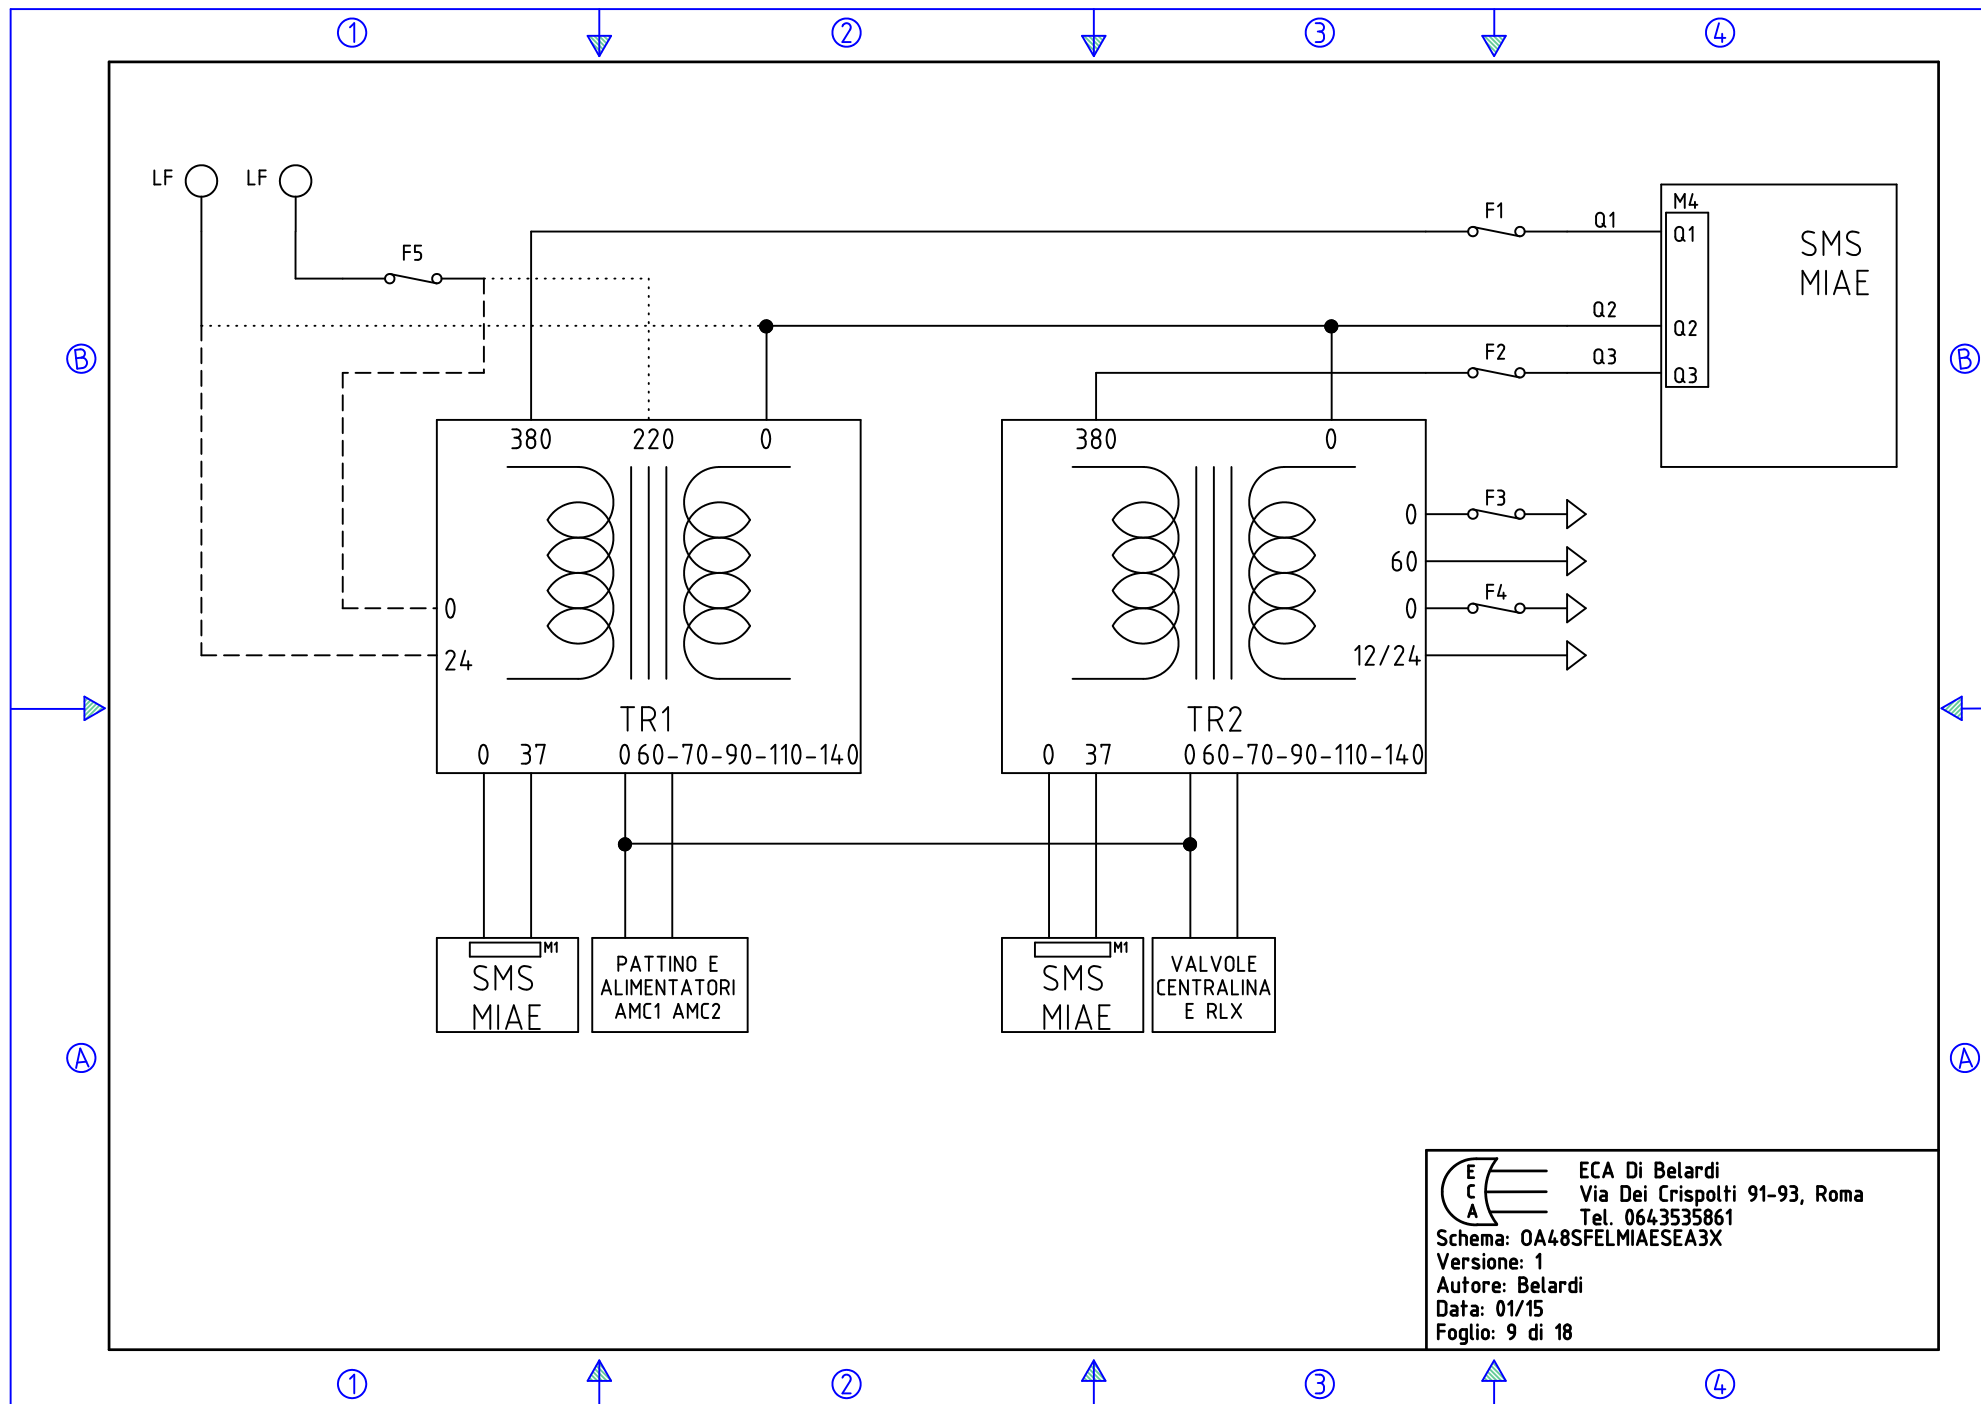 1 2 3 4
LF LF
F5
F1 Q1
M4
Q1
SMS
MIAE
Q2
Q2
F2 Q3
Q3
B B
380 220 0
380 0
0 F3
60
0 F4
12/24
0
24
TR1
TR2
0 37 0 60-70-90-110-140
0 37 0 60-70-90-110-140
M1
SMS
MIAE
PATTINO E
ALIMENTATORI
AMC1 AMC2
M1
SMS
MIAE
VALVOLE
CENTRALINA
E RLX
A A
E
C
A
ECA Di Belardi
Via Dei Crispolti 91-93, Roma
Tel. 0643535861
Schema: OA48SFELMIAESEA3X
Versione: 1
Autore: Belardi
Data: 01/15
Foglio: 9 di 18
1 2 3 4